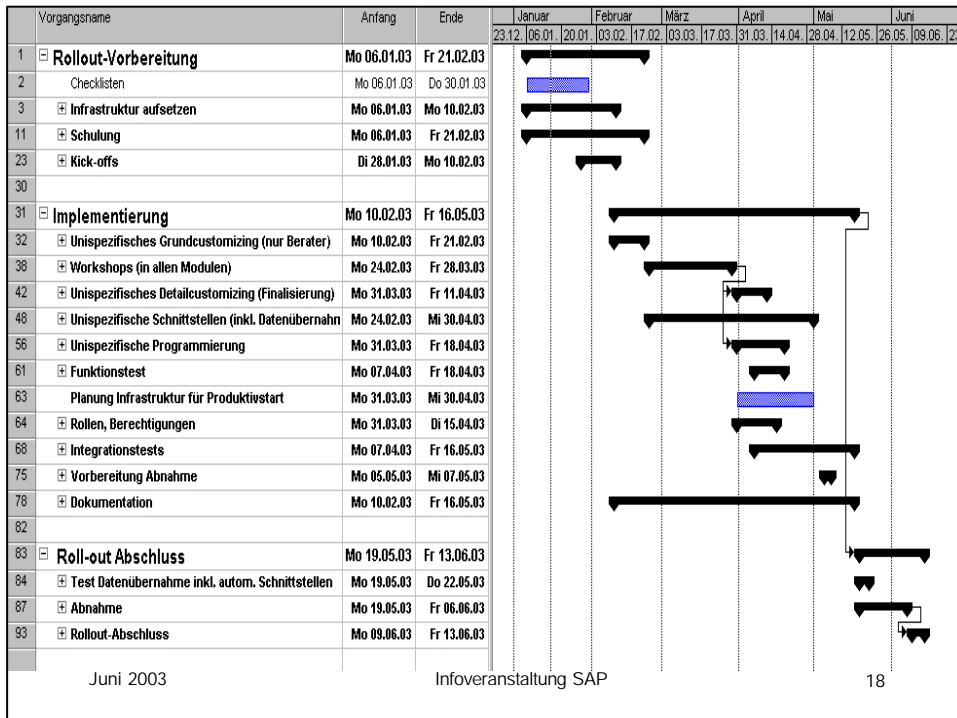 Vorgangsname Anfang Ende Januar Februar März April Mai Juni
23.12. 06.01. 20.01. 03.02. 17.02. 03.03. 17.03. 31.03. 14.04. 28.04. 12.05. 26.05. 09.06. 23
1 Rollout-Vorbereitung Mo 06.01.03 Fr 21.02.03
2 Checklisten Mo 06.01.03 Do 30.01.03
3 Infrastruktur aufsetzen Mo 06.01.03 Mo 10.02.03
11 Schulung Mo 06.01.03 Fr 21.02.03
23 Kick-offs Di 28.01.03 Mo 10.02.03
30
31 Implementierung Mo 10.02.03 Fr 16.05.03
32 Unispezifisches Grundcustomizing (nur Berater) Mo 10.02.03 Fr 21.02.03
38 Workshops (in allen Modulen) Mo 24.02.03 Fr 28.03.03
42 Unispezifisches Detailcustomizing (Finalisierung) Mo 31.03.03 Fr 11.04.03
48 Unispezifische Schnittstellen (inkl. Datenübernahn Mo 24.02.03 Mi 30.04.03
56 Unispezifische Programmierung Mo 31.03.03 Fr 18.04.03
61 Funktionstest Mo 07.04.03 Fr 18.04.03
63 Planung Infrastruktur für Produktivstart Mo 31.03.03 Mi 30.04.03
64 Rollen, Berechtigungen Mo 31.03.03 Di 15.04.03
68 Integrationstests Mo 07.04.03 Fr 16.05.03
75 Vorbereitung Abnahme Mo 05.05.03 Mi 07.05.03
78 Dokumentation Mo 10.02.03 Fr 16.05.03
82
83 Roll-out Abschluss Mo 19.05.03 Fr 13.06.03
84 Test Datenübernahme inkl. autom. Schnittstellen Mo 19.05.03 Do 22.05.03
87 Abnahme Mo 19.05.03 Fr 06.06.03
93 Rollout-Abschluss Mo 09.06.03 Fr 13.06.03
Juni 2003 Infoveranstaltung SAP 18